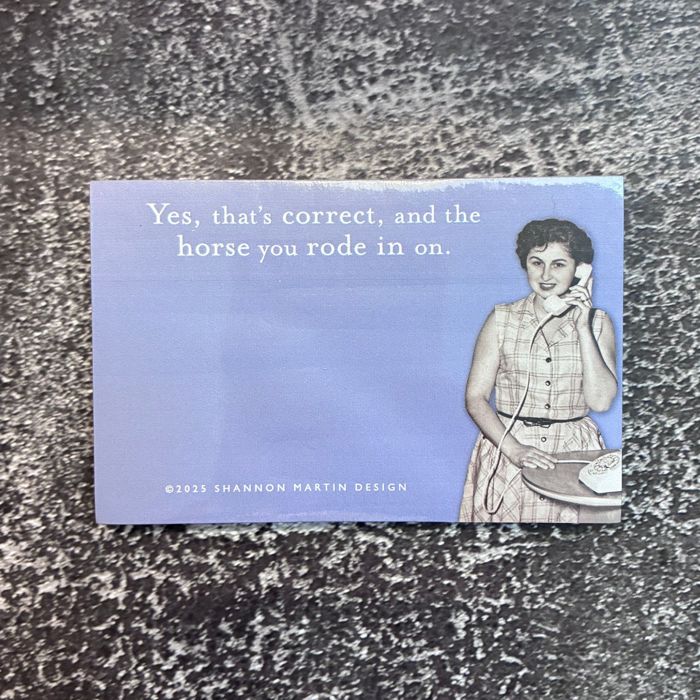 Yes, that's correct, and the
horse you rode in on.
©2025 SHANNON MARTIN DESIGN